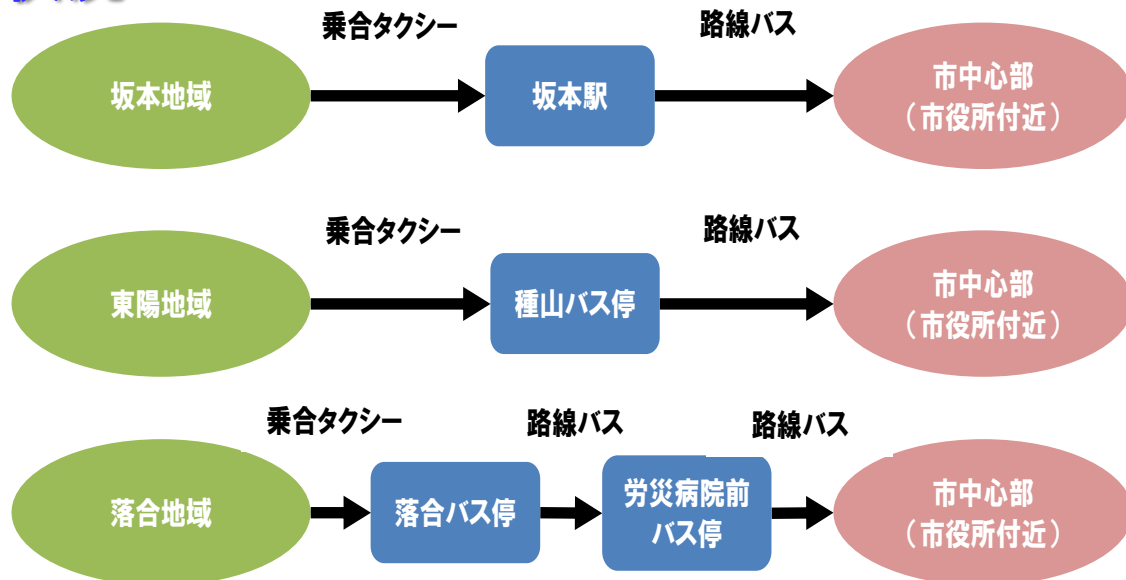 乗合タクシー
路線バス
坂本地域
坂本駅
市中心部
（市役所付近）
乗合タクシー
路線バス
東陽地域
種山バス停
市中心部
（市役所付近）
乗合タクシー
路線バス
路線バス
落合地域
落合バス停
労災病院前
バス停
市中心部
（市役所付近）